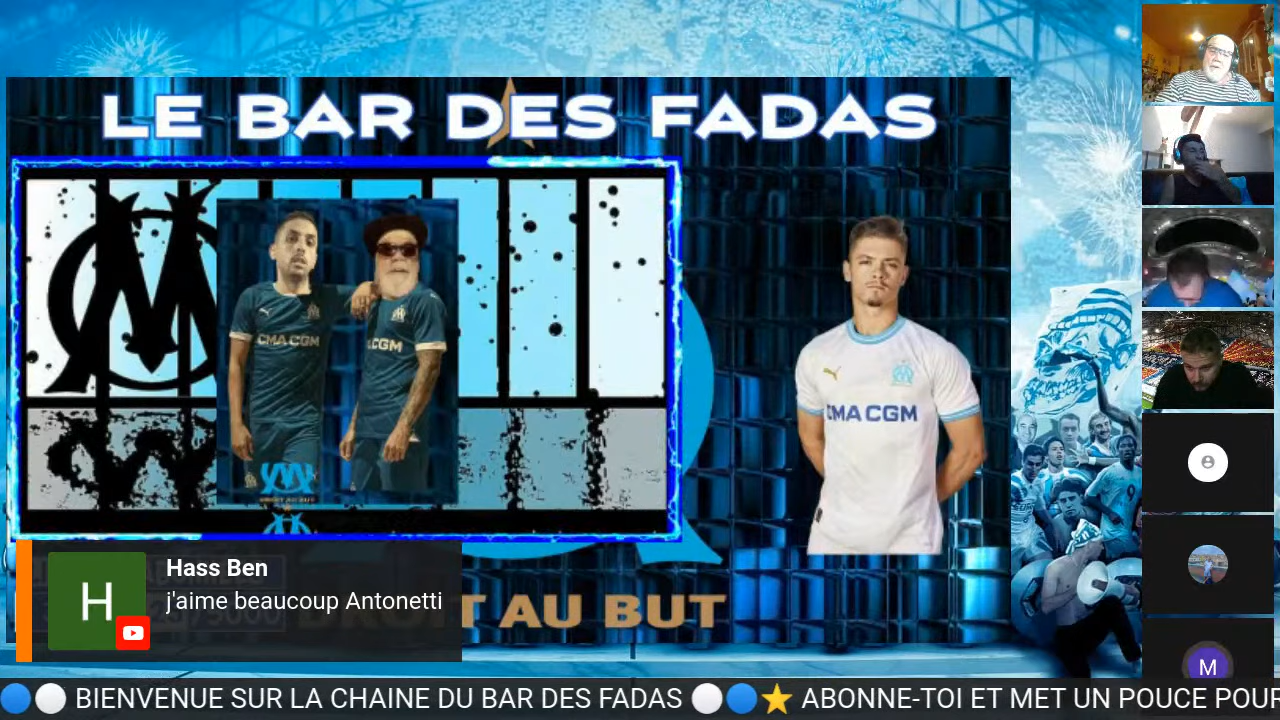 LE BAR DES FADAS
CMA CGM
CGM
CMA CGM
H
Hass Ben
j'aime beaucoup Antonetti
T AU BUT
M
BIENVENUE SUR LA CHAINE DU BAR DES FADAS
ABONNE-TOI ET MET UN POUCE POUR